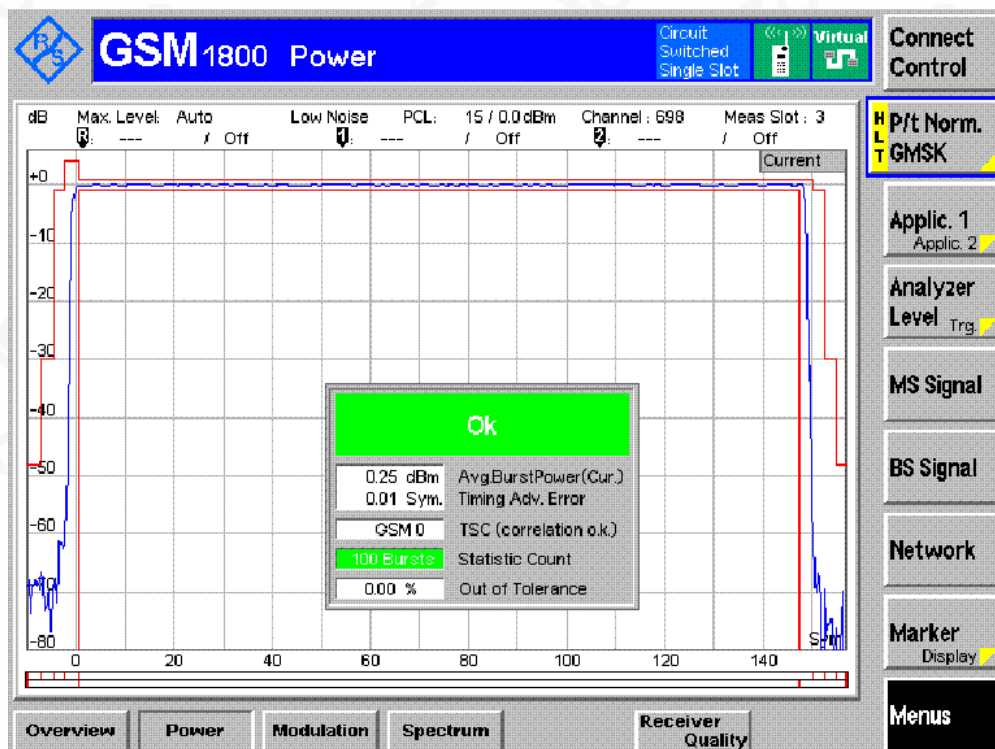 R/S
GSM 1800 Power
Circuit
Switched
Single Slot
Virtual
Connect
Control
dB Max. Level: Auto Low Noise PCL: 15 / 0.0 dBm Channel : 698 Meas Slot : 3
R: --- / Off 1: --- / Off 2: --- / Off
Current
HLT
P/t Norm.
GMSK
Applic. 1
Applic. 2
Analyzer
Level Trg.
MS Signal
BS Signal
Network
Marker
Display
Menus
+0
-10
-20
-30
-40
-50
-60
-70
-80
Ok
0.25 dBm Avg.BurstPower(Cur.)
0.01 Sym. Timing Adv. Error
GSM 0 TSC (correlation o.k.)
100 Bursts Statistic Count
0.00 % Out of Tolerance
Sym
0 20 40 60 80 100 120 140
Overview Power Modulation Spectrum Receiver
Quality